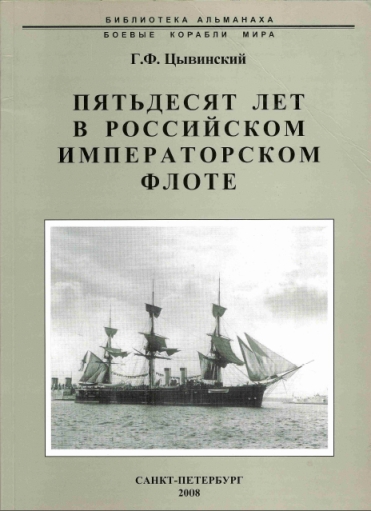 БИБЛИОТЕКА АЛЬМАНАХА
БОЕВЫЕ КОРАБЛИ МИРА
Г.Ф. Цывинский
ПЯТЬДЕСЯТ ЛЕТ
В РОССИЙСКОМ
ИМПЕРАТОРСКОМ
ФЛОТЕ
САНКТ-ПЕТЕРБУРГ
2008